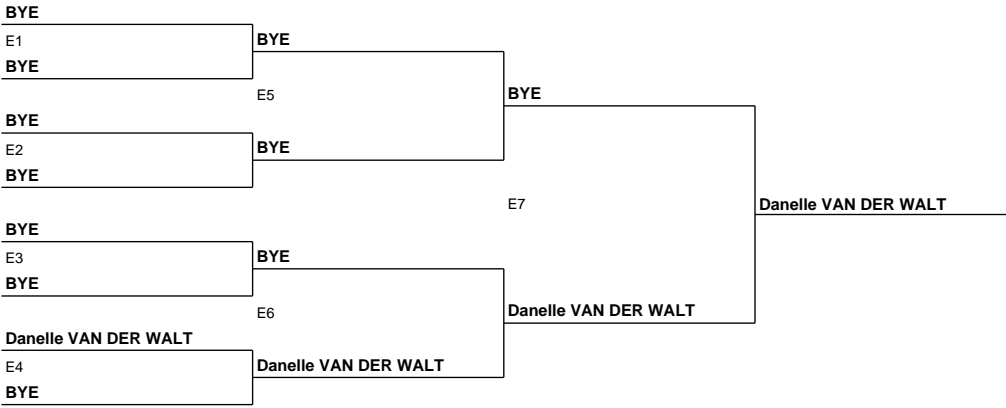 BYE
E1
BYE
BYE
E5
BYE
BYE
E2
BYE
BYE
E7
Danelle VAN DER WALT
BYE
E3
BYE
BYE
E6
Danelle VAN DER WALT
Danelle VAN DER WALT
E4
Danelle VAN DER WALT
BYE